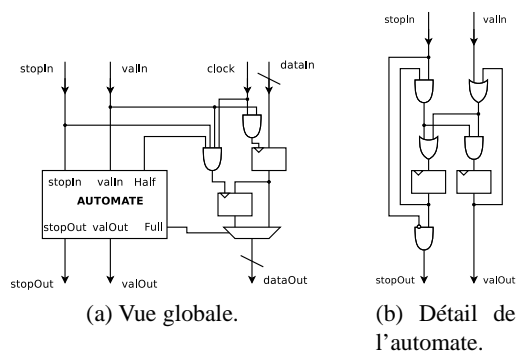 stopIn valIn clock dataIn
stopIn valIn Half
AUTOMATE
stopOut valOut Full
stopOut valOut dataOut
(a) Vue globale.
stopIn valIn
stopOut valOut
(b) Détail de
l'automate.